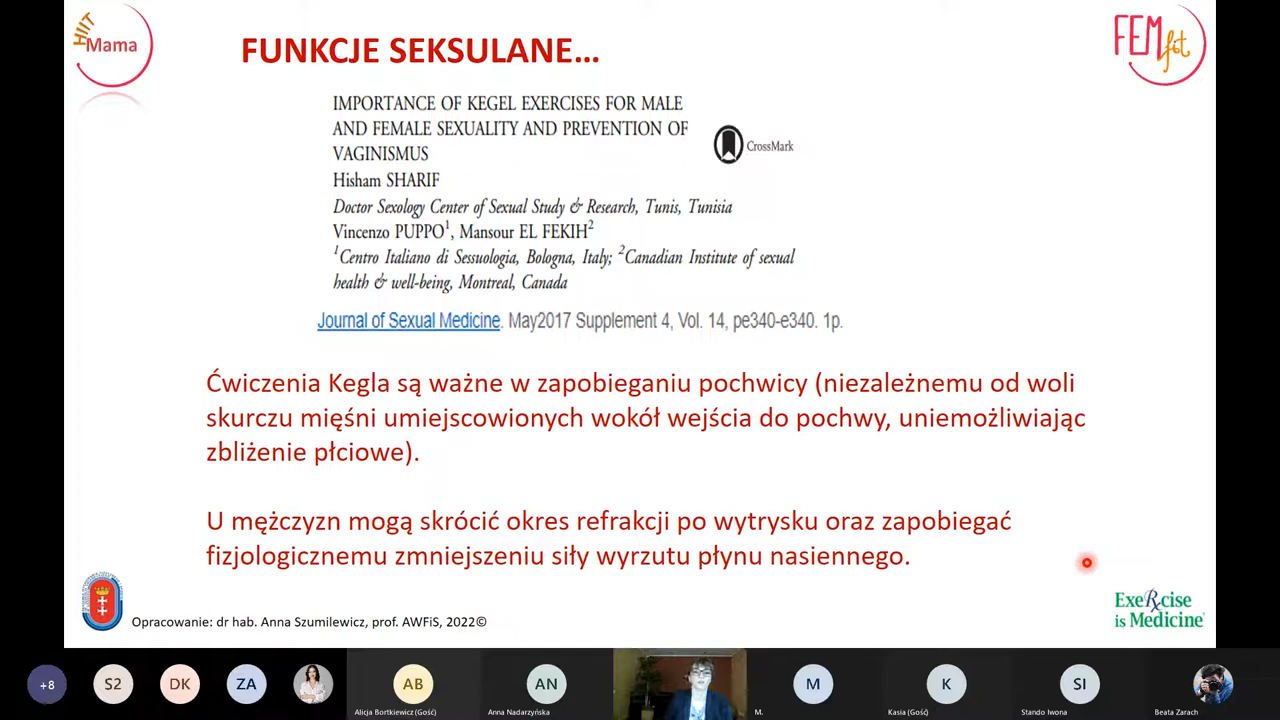 HIIT
Mama
FUNKCJE SEKSULANE...
FEM
fit
IMPORTANCE OF KEGEL EXERCISES FOR MALE
AND FEMALE SEXUALITY AND PREVENTION OF
VAGINISMUS
CrossMark
Hisham SHARIF
Doctor Sexology Center of Sexual Study & Research, Tunis, Tunisia
Vincenzo PUPPO¹, Mansour EL FEKIH²
¹Centro Italiano di Sessuologia, Bologna, Italy; ²Canadian Institute of sexual
health & well-being, Montreal, Canada
Journal of Sexual Medicine. May2017 Supplement 4, Vol. 14, pe340-e340. 1p.
Ćwiczenia Kegla są ważne w zapobieganiu pochwicy (niezależnemu od woli
skurczu mięśni umiejscowionych wokół wejścia do pochwy, uniemożliwiając
zbliżenie płciowe).
U mężczyzn mogą skrócić okres refrakcji po wytrysku oraz zapobiegać
fizjologicznemu zmniejszeniu siły wyrzutu płynu nasiennego.
Opracowanie: dr hab. Anna Szumilewicz, prof. AWFiS, 2022©
ExeRxcise
is Medicine®
+8
S2
DK
ZA
AB
AN
M
K
SI
Alicja Bortkiewicz (Gość)
Anna Nadarzyńska
M.
Kasia (Gość)
Stando Iwona
Beata Zarach